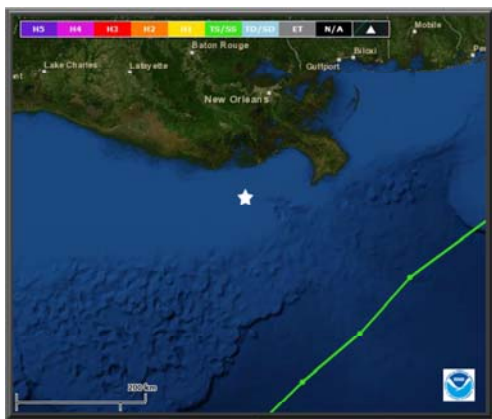 H5 H4 H3 H2 H1 TS/SS TD/SD ET N/A
Mobile
Baton Rouge
Biloxi
Lake Charles
Lafayette
Gulfport
New Orleans
200 km